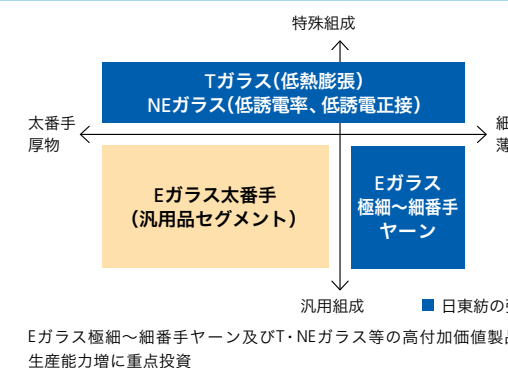 特殊組成
Tガラス(低熱膨張)
NEガラス(低誘電率、低誘電正接)
太番手
厚物
細
薄
Eガラス太番手
(汎用品セグメント)
Eガラス
極細〜細番手
ヤーン
汎用組成
日東紡の
Eガラス極細〜細番手ヤーン及びT・NEガラス等の高付加価値製品
生産能力増に重点投資